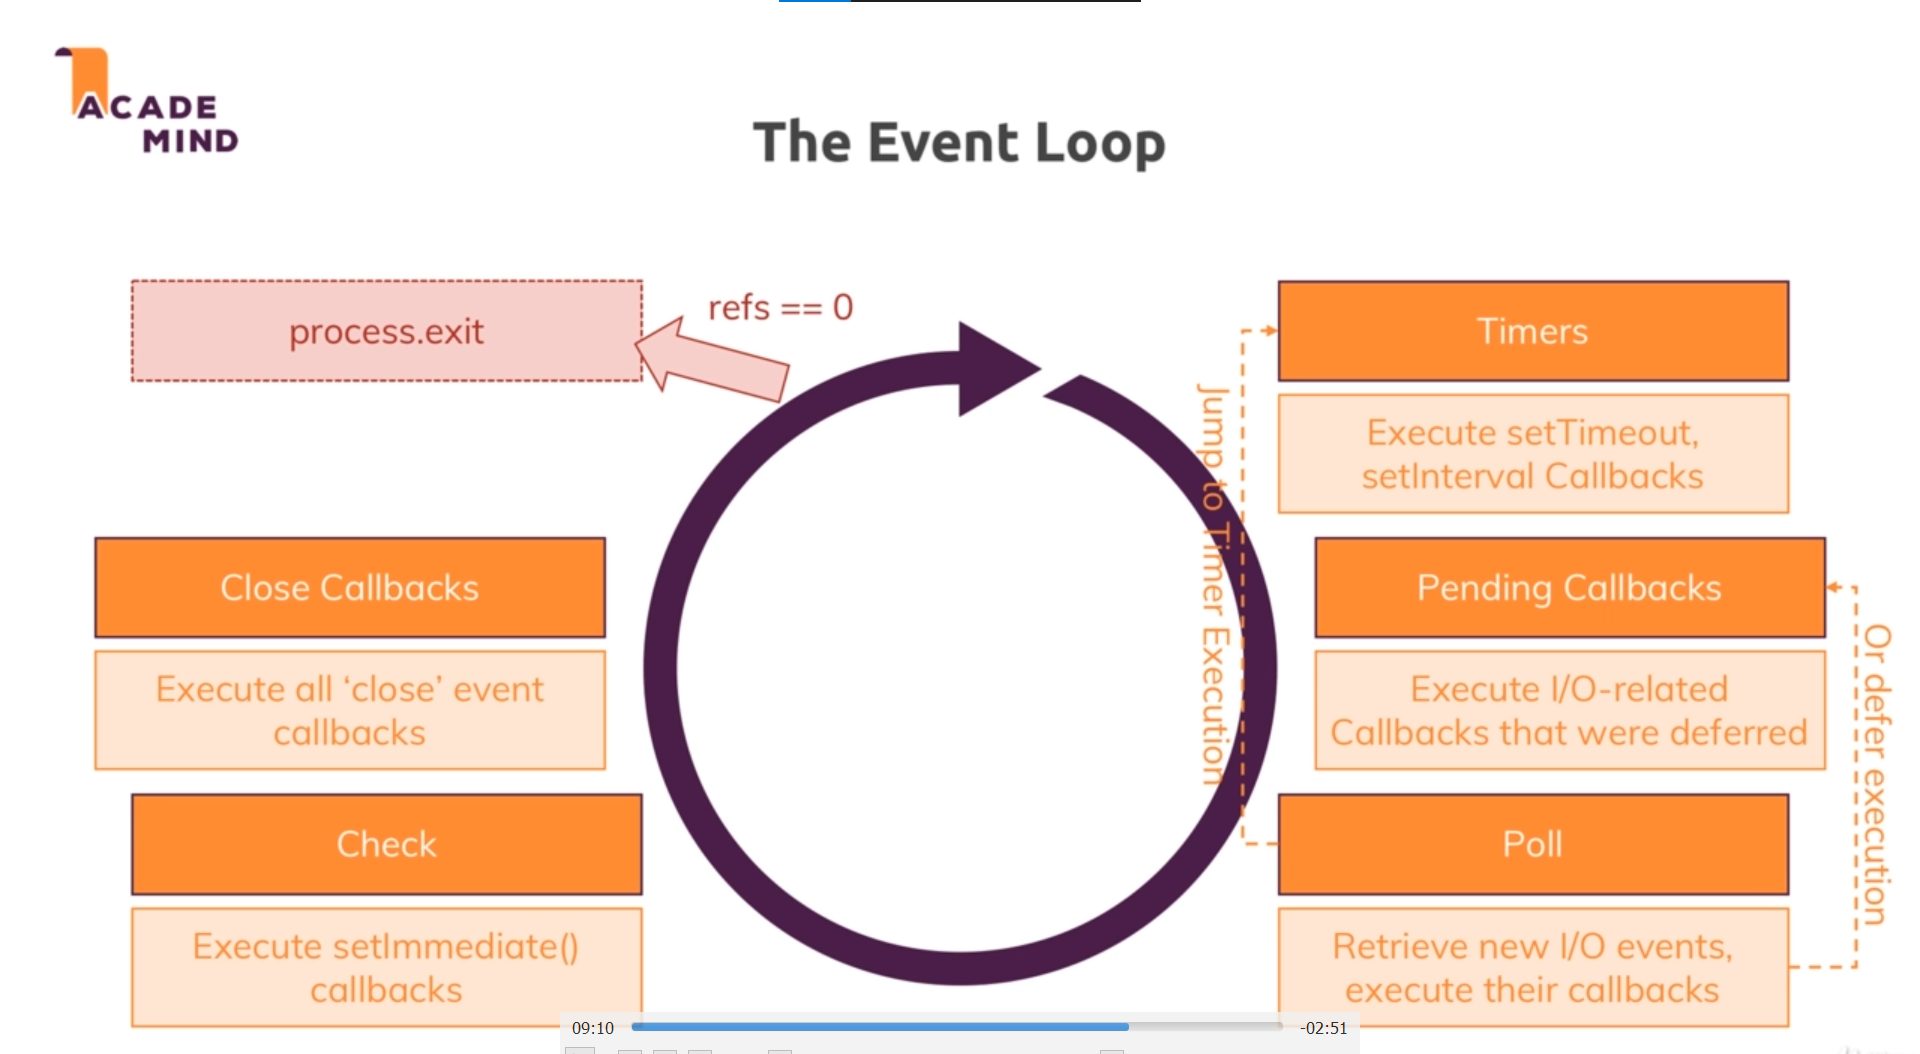 ACADE
MIND
The Event Loop
process.exit
refs == 0
Timers
Execute setTimeout,
setInterval Callbacks
Jump to Timer Execution
Close Callbacks
Execute all ‘close’ event
callbacks
Pending Callbacks
Execute I/O-related
Callbacks that were deferred
Or defer execution
Check
Execute setImmediate()
callbacks
Poll
Retrieve new I/O events,
execute their callbacks
09:10
-02:51